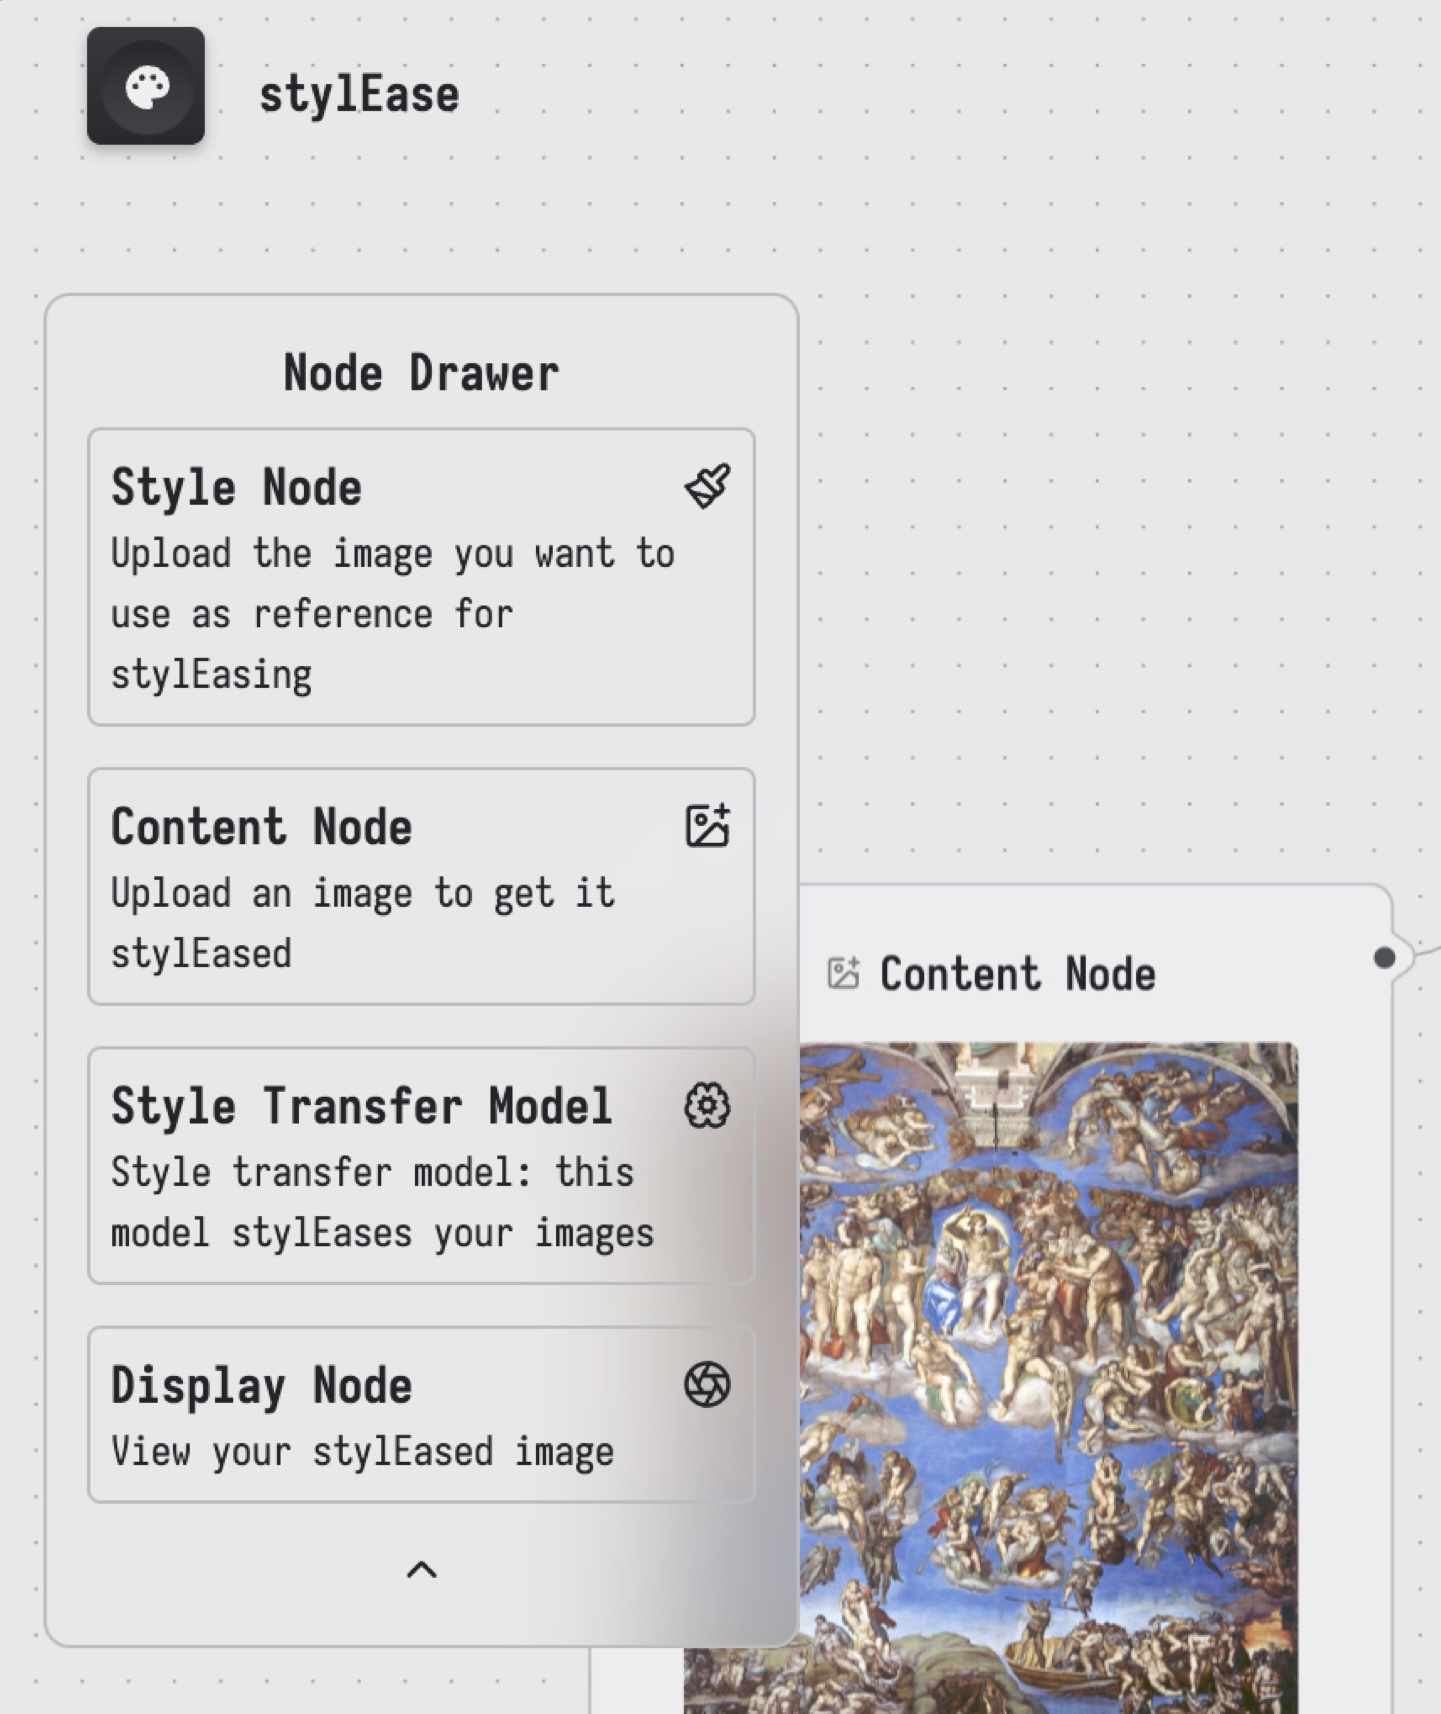 stylEase
Node Drawer
Style Node
Upload the image you want to
use as reference for
stylEasing
Content Node
Upload an image to get it
stylEased
Style Transfer Model
Style transfer model: this
model stylEases your images
Display Node
View your stylEased image
Content Node